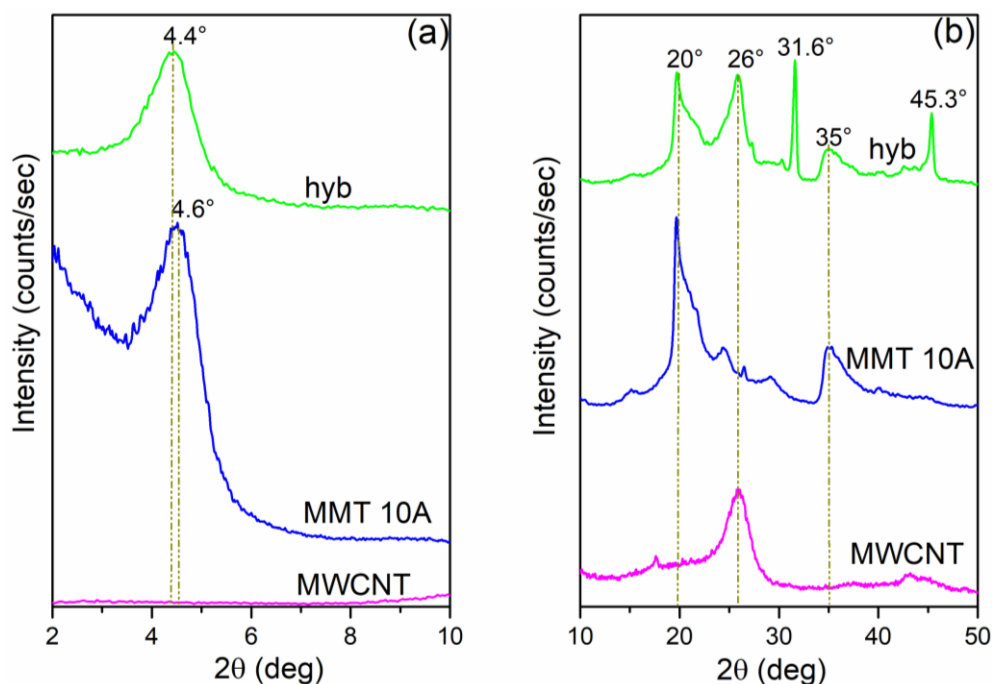 (a)
4.4°
hyb
4.6°
MMT 10A
MWCNT
Intensity (counts/sec)
2 4 6 8 10
2θ (deg)
(b)
20° 26° 31.6° 45.3°
35°
hyb
MMT 10A
MWCNT
Intensity (counts/sec)
10 20 30 40 50
2θ (deg)